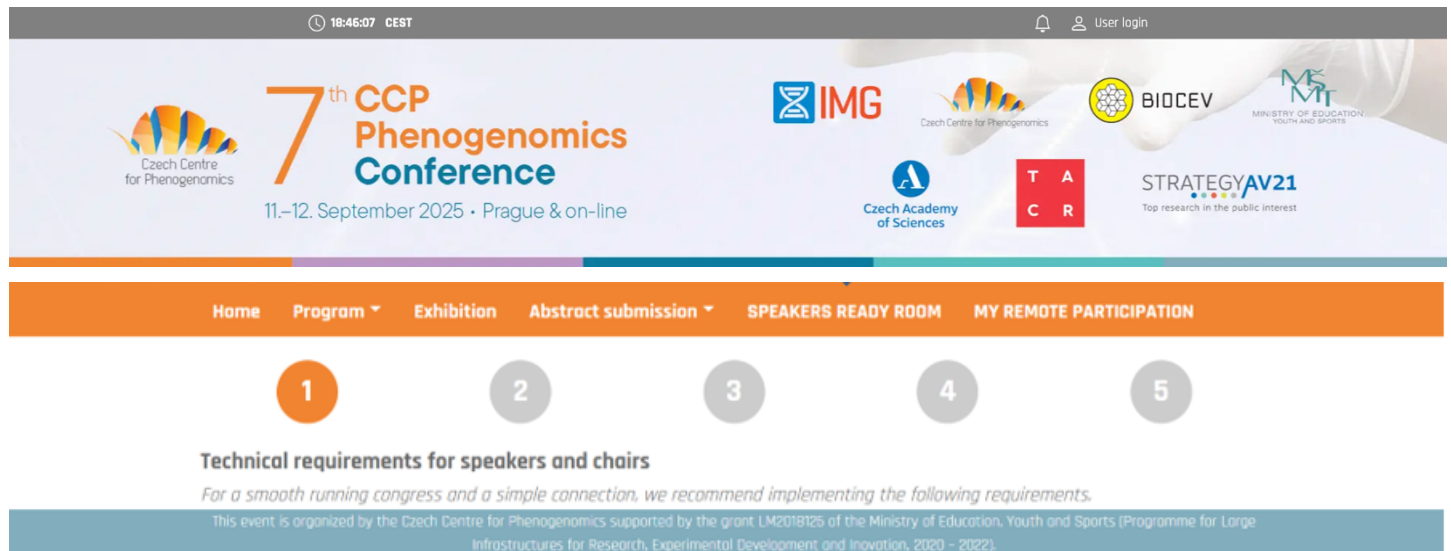 18:46:07 CEST
User login
7th CCP
Phenogenomics
Conference
11.–12. September 2025 • Prague & on-line
Czech Centre
for Phenogenomics
IMG
Czech Centre for Phenogenomics
BIOCEV
MŠMT
MINISTRY OF EDUCATION
YOUTH AND SPORTS
Czech Academy
of Sciences
T A
C R
STRATEGY AV21
Top research in the public interest
Home Program Exhibition Abstract submission SPEAKERS READY ROOM MY REMOTE PARTICIPATION
1 2 3 4 5
Technical requirements for speakers and chairs
For a smooth running congress and a simple connection, we recommend implementing the following requirements.
This event is organized by the Czech Centre for Phenogenomics supported by the grant LM2018126 of the Ministry of Education, Youth and Sports (Programme for Large
Infrastructures for Research, Experimental Development and Inovation, 2020 – 2022).